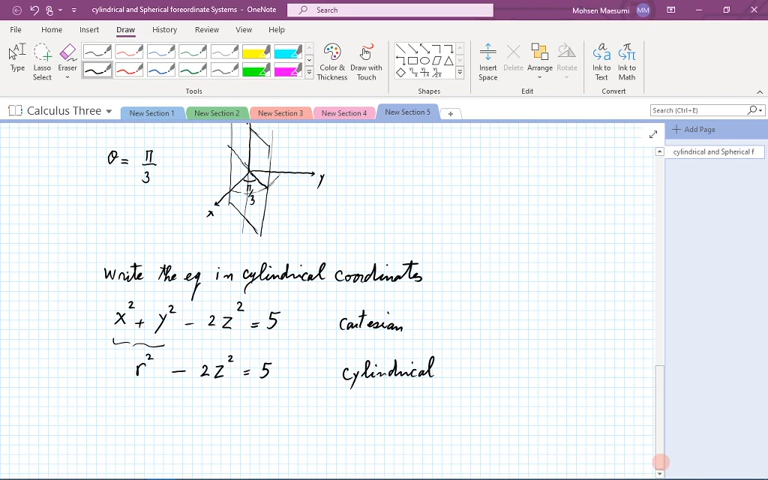 cylindrical and Spherical foreordinate Systems - OneNote
Search
Mohsen Maesumi
MM
File Home Insert Draw History Review View Help
Type
Lasso Select
Eraser
Color & Thickness
Draw with Touch
Insert Space
Delete
Arrange
Rotate
Ink to Text
Ink to Math
Tools
Shapes
Edit
Convert
Calculus Three
New Section 1
New Section 2
New Section 3
New Section 4
New Section 5
Search (Ctrl+E)
Add Page
cylindrical and Spherical f
θ = π/3
y
π/3
x
Write the eq in cylindrical coordinates
x² + y² - 2z² = 5 cartesian
r² - 2z² = 5 cylindrical